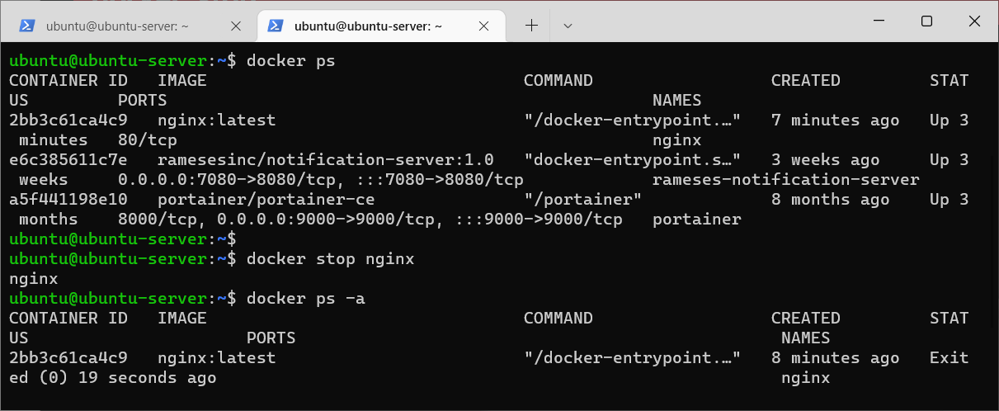 ubuntu@ubuntu-server: ~ ubuntu@ubuntu-server: ~
ubuntu@ubuntu-server:~$ docker ps
CONTAINER ID   IMAGE                                COMMAND                  CREATED         STAT
US         PORTS                                                 NAMES
2bb3c61ca4c9   nginx:latest                         "/docker-entrypoint.…"   7 minutes ago   Up 3
 minutes   80/tcp                                                nginx
e6c385611c7e   ramesesinc/notification-server:1.0   "docker-entrypoint.s…"   3 weeks ago     Up 3
 weeks     0.0.0.0:7080->8080/tcp, :::7080->8080/tcp             rameses-notification-server
a5f441198e10   portainer/portainer-ce               "/portainer"             8 months ago    Up 3
 months    8000/tcp, 0.0.0.0:9000->9000/tcp, :::9000->9000/tcp   portainer
ubuntu@ubuntu-server:~$
ubuntu@ubuntu-server:~$ docker stop nginx
nginx
ubuntu@ubuntu-server:~$ docker ps -a
CONTAINER ID   IMAGE                                COMMAND                  CREATED         STAT
US                      PORTS                                                 NAMES
2bb3c61ca4c9   nginx:latest                         "/docker-entrypoint.…"   8 minutes ago   Exit
ed (0) 19 seconds ago                                                         nginx